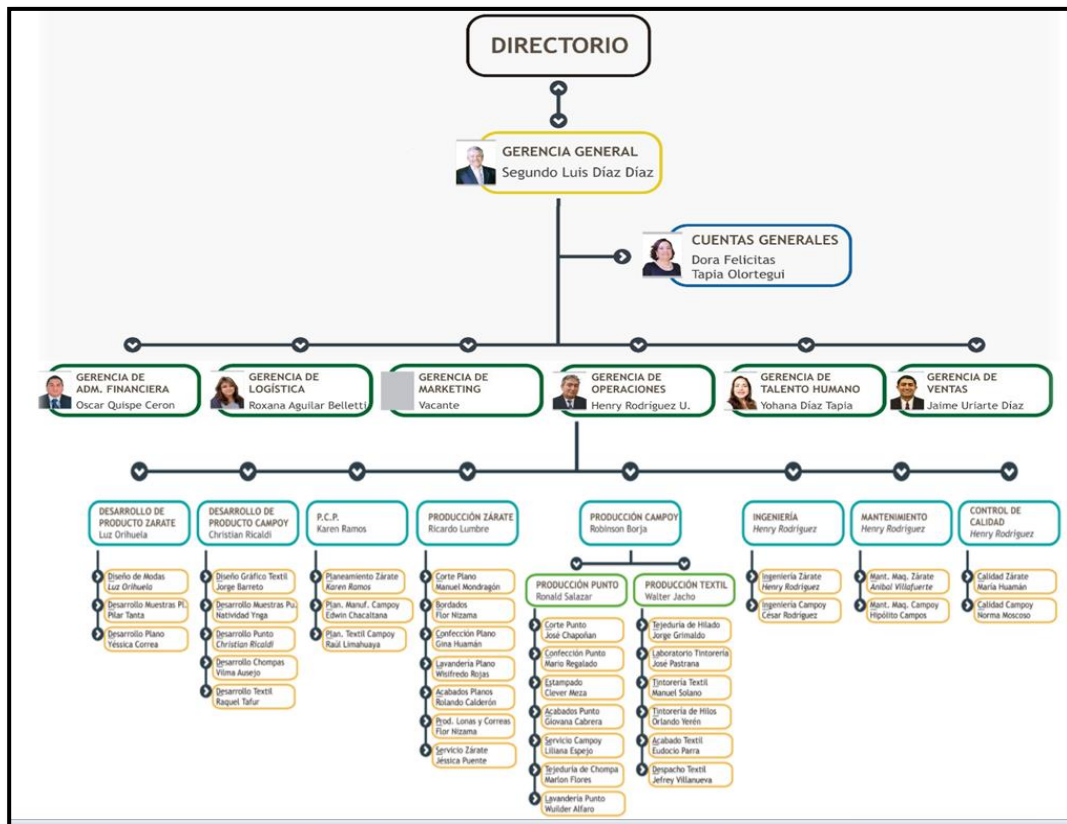 DIRECTORIO
GERENCIA GENERAL
Segundo Luis Díaz Díaz
CUENTAS GENERALES
Dora Felicitas
Tapia Olortegui
GERENCIA DE
ADM. FINANCIERA
Oscar Quispe Ceron
GERENCIA DE
LOGÍSTICA
Roxana Aguilar Belletti
GERENCIA DE
MARKETING
Vacante
GERENCIA DE
OPERACIONES
Henry Rodríguez U.
GERENCIA DE
TALENTO HUMANO
Yohana Díaz Tapia
GERENCIA DE
VENTAS
Jaime Uriarte Díaz
DESARROLLO DE
PRODUCTO ZARATE
Luz Orihuela
Diseño de Modas
Luz Orihuela
Desarrollo Muestras Pl.
Pilar Tanta
Desarrollo Plano
Yéssica Correa
DESARROLLO DE
PRODUCTO CAMPOY
Christian Ricaldi
Diseño Gráfico Textil
Jorge Barreto
Desarrollo Muestras Pu.
Natividad Ynga
Desarrollo Punto
Christian Ricaldi
Desarrollo Chompas
Vilma Ausejo
Desarrollo Textil
Raquel Tafur
P.C.P.
Karen Ramos
Planeamiento Zárate
Karen Ramos
Plan. Manuf. Campoy
Edwin Chacaltana
Plan. Textil Campoy
Raúl Limahuaya
PRODUCCIÓN ZÁRATE
Ricardo Lumbre
Corte Plano
Manuel Mondragón
Bordados
Flor Nizama
Confección Plano
Gina Huamán
Lavandería Plano
Wisifredo Rojas
Acabados Planos
Rolando Calderón
Prod. Lonas y Correas
Flor Nizama
Servicio Zárate
Jéssica Puente
PRODUCCIÓN CAMPOY
Robinson Borja
PRODUCCIÓN PUNTO
Ronald Salazar
Corte Punto
José Chapoñan
Confección Punto
Mario Regalado
Estampado
Clever Meza
Acabados Punto
Giovana Cabrera
Servicio Campoy
Liliana Espejo
Tejeduría de Chompa
Marlon Flores
Lavandería Punto
Wuilder Alfaro
PRODUCCIÓN TEXTIL
Walter Jacho
Tejeduría de Hilado
Jorge Grimaldo
Laboratorio Tintorería
José Pastrana
Tintorería Textil
Manuel Solano
Tintorería de Hilos
Orlando Yerén
Acabado Textil
Eudocio Parra
Despacho Textil
Jefrey Villanueva
INGENIERÍA
Henry Rodríguez
Ingeniería Zárate
Henry Rodríguez
Ingeniería Campoy
César Rodríguez
MANTENIMIENTO
Henry Rodríguez
Mant. Maq. Zárate
Anibal Villafuerte
Mant. Maq. Campoy
Hipólito Campos
CONTROL DE
CALIDAD
Henry Rodríguez
Calidad Zárate
María Huamán
Calidad Campoy
Norma Moscoso